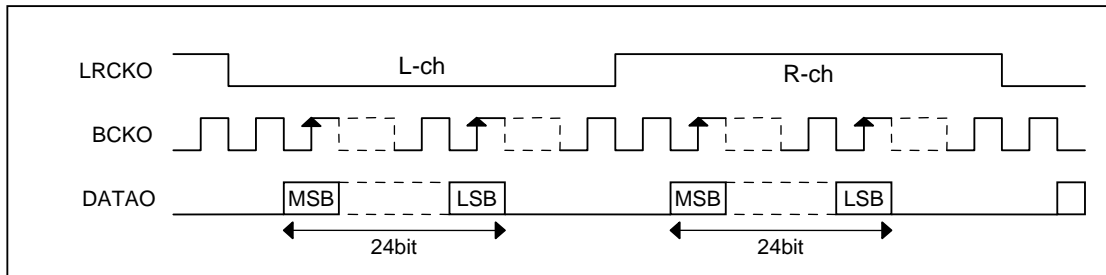 LRCKO
L-ch
R-ch
BCKO
DATAO
MSB
LSB
MSB
LSB
24bit
24bit